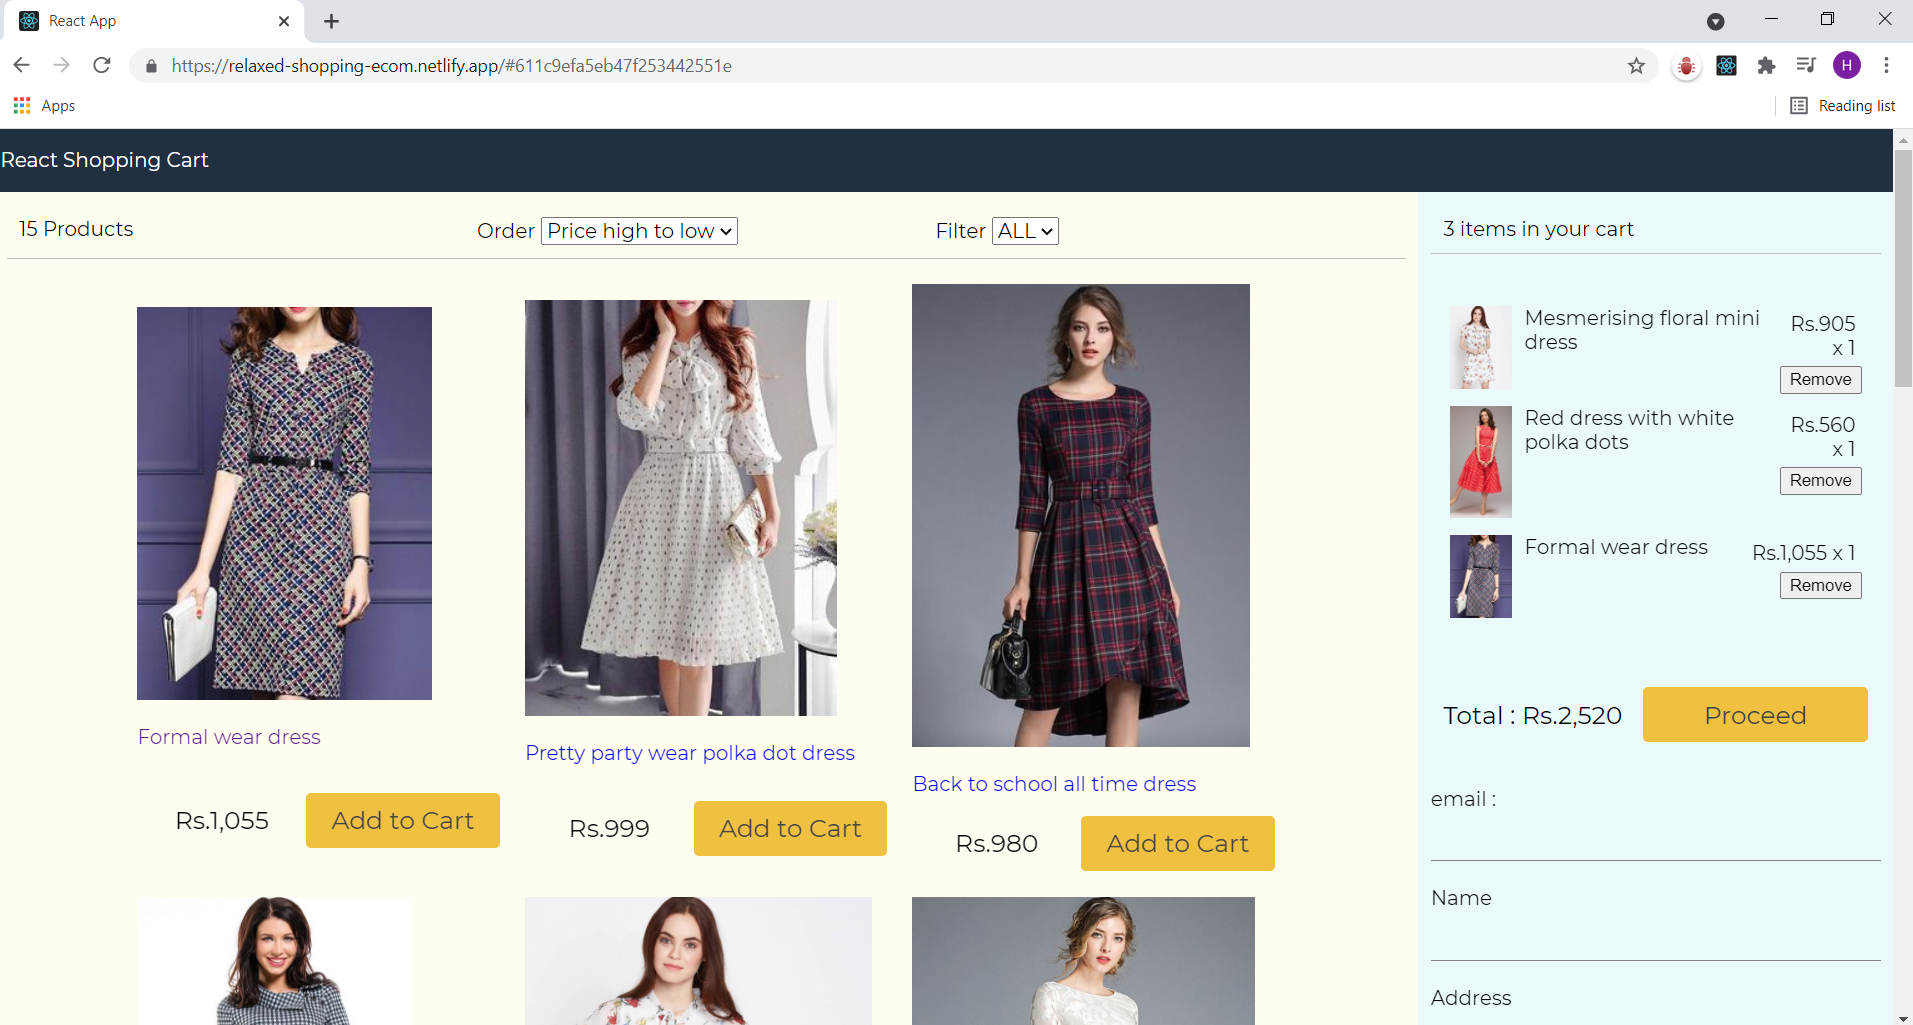 React App
https://relaxed-shopping-ecom.netlify.app/#611c9efa5eb47f253442551e
H
Apps
Reading list
React Shopping Cart
15 Products
Order Price high to low
Filter ALL
3 items in your cart
Mesmerising floral mini
dress
Rs.905
x 1
Remove
Red dress with white
polka dots
Rs.560
x 1
Remove
Formal wear dress
Rs.1,055 x 1
Remove
Total : Rs.2,520
Proceed
email :
Name
Address
Formal wear dress
Rs.1,055
Add to Cart
Pretty party wear polka dot dress
Rs.999
Add to Cart
Back to school all time dress
Rs.980
Add to Cart